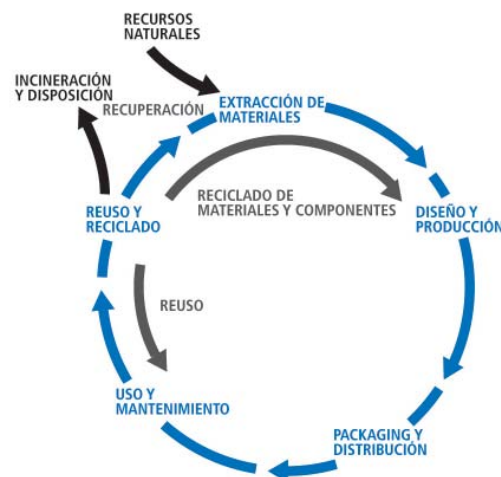 RECURSOS
NATURALES
INCINERACIÓN
Y DISPOSICIÓN
RECUPERACIÓN
EXTRACCIÓN DE
MATERIALES
RECICLADO DE
MATERIALES Y COMPONENTES
REUSO Y
RECICLADO
DISEÑO Y
PRODUCCIÓN
REUSO
USO Y
MANTENIMIENTO
PACKAGING Y
DISTRIBUCIÓN